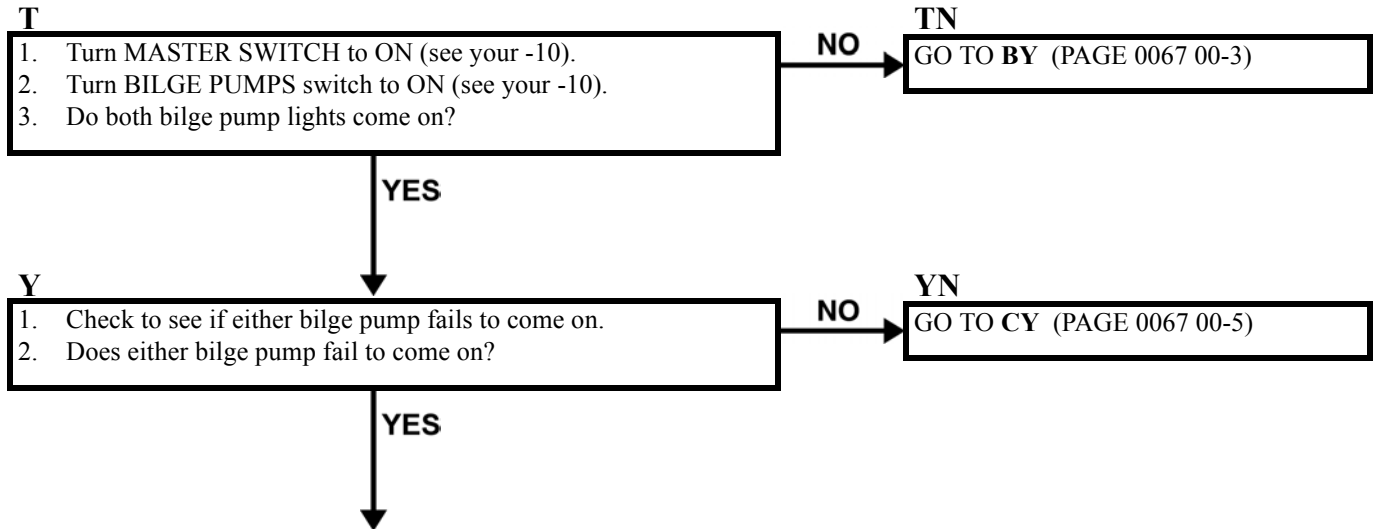 T
1. Turn MASTER SWITCH to ON (see your -10).
2. Turn BILGE PUMPS switch to ON (see your -10).
3. Do both bilge pump lights come on?
NO
TN
GO TO BY (PAGE 0067 00-3)
YES
Y
1. Check to see if either bilge pump fails to come on.
2. Does either bilge pump fail to come on?
NO
YN
GO TO CY (PAGE 0067 00-5)
YES